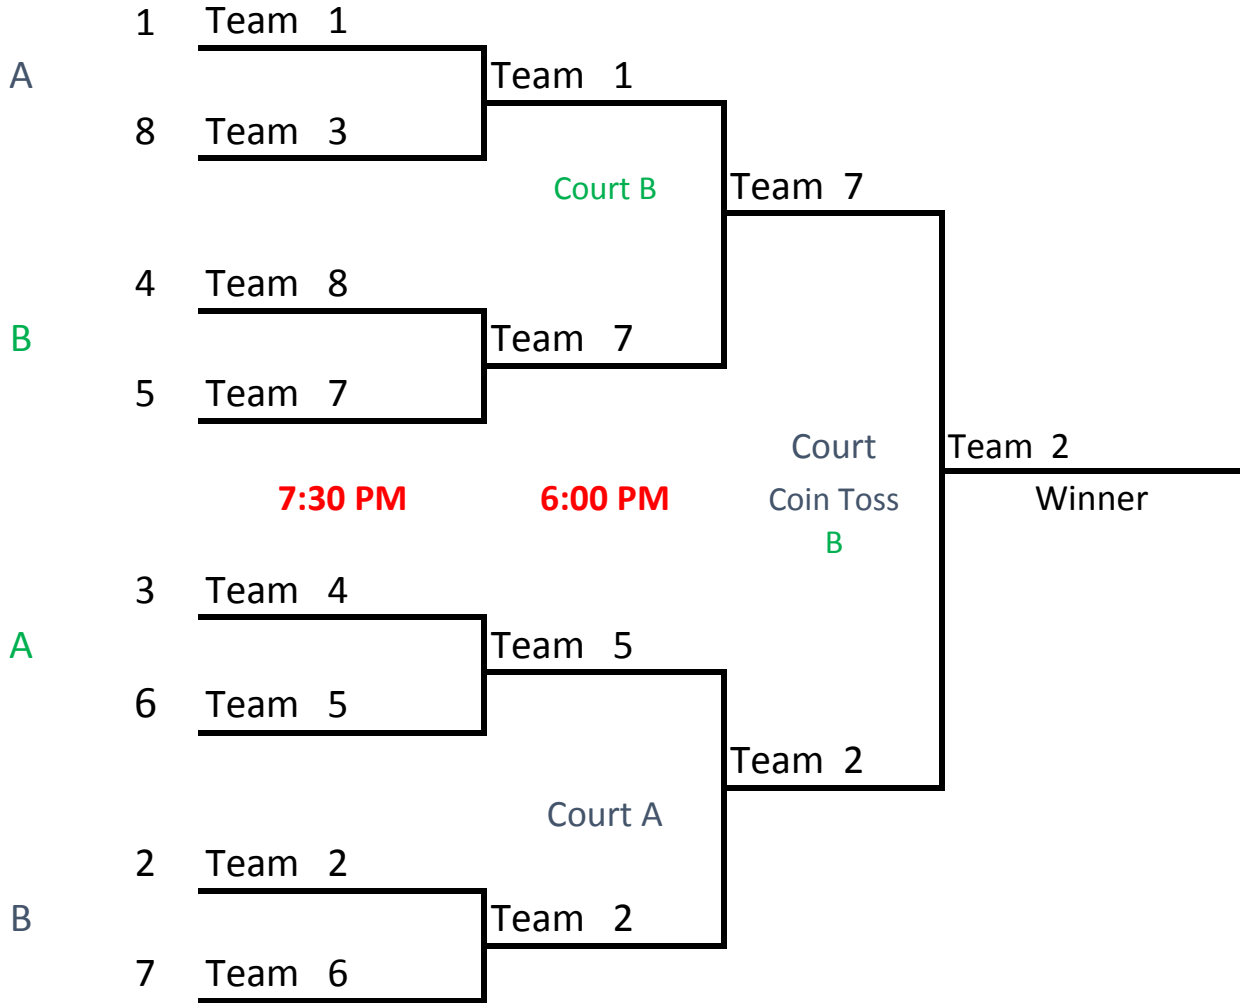 1 Team 1
A
Team 1
8 Team 3
Court B
Team 7
4 Team 8
B
Team 7
5 Team 7
Court
Team 2
7:30 PM
6:00 PM
Coin Toss
Winner
B
3 Team 4
A
Team 5
6 Team 5
Team 2
Court A
2 Team 2
B
Team 2
7 Team 6